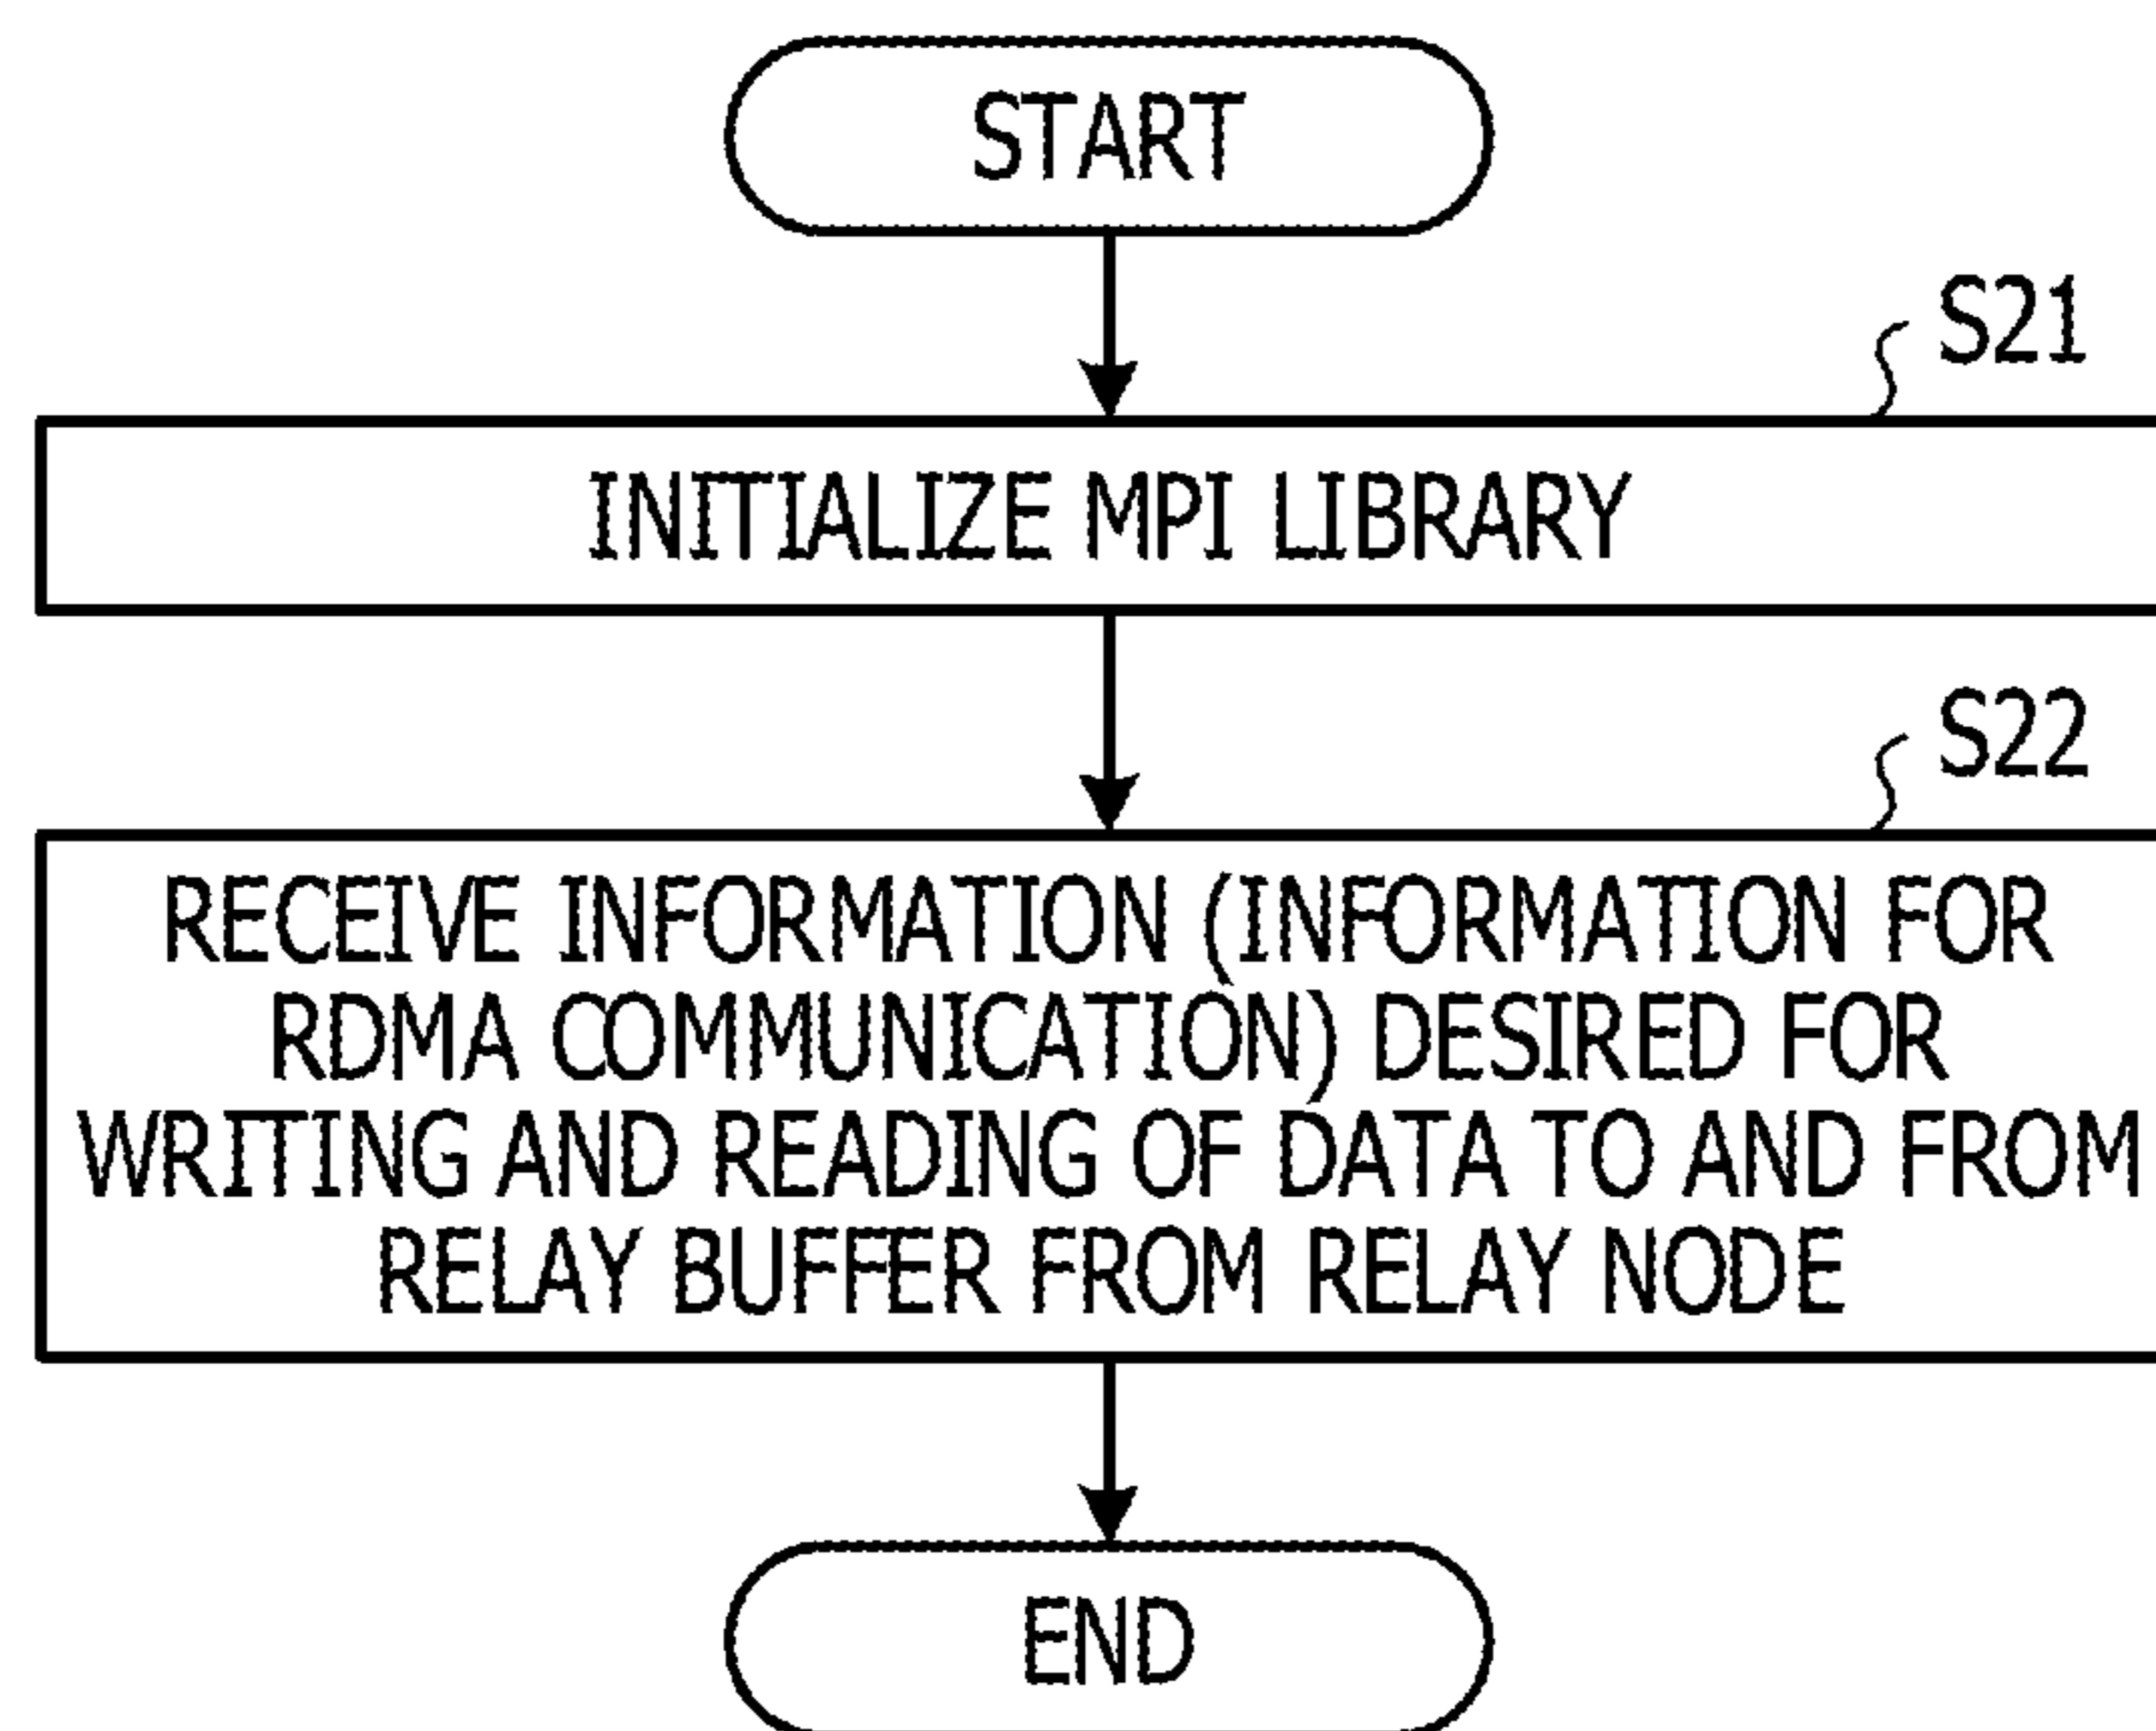 START
S21
INITIALIZE MPI LIBRARY
S22
RECEIVE INFORMATION (INFORMATION FOR
RDMA COMMUNICATION) DESIRED FOR
WRITING AND READING OF DATA TO AND FROM
RELAY BUFFER FROM RELAY NODE
END